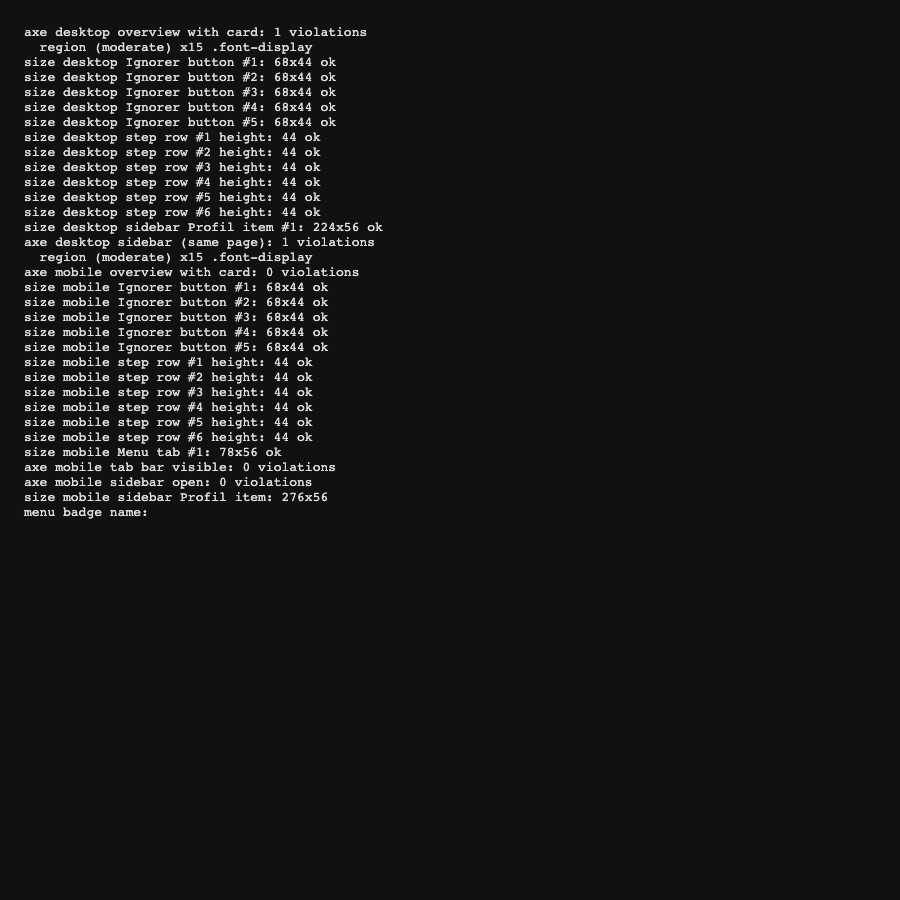 axe desktop overview with card: 1 violations
  region (moderate) x15 .font-display
size desktop Ignorer button #1: 68x44 ok
size desktop Ignorer button #2: 68x44 ok
size desktop Ignorer button #3: 68x44 ok
size desktop Ignorer button #4: 68x44 ok
size desktop Ignorer button #5: 68x44 ok
size desktop step row #1 height: 44 ok
size desktop step row #2 height: 44 ok
size desktop step row #3 height: 44 ok
size desktop step row #4 height: 44 ok
size desktop step row #5 height: 44 ok
size desktop step row #6 height: 44 ok
size desktop sidebar Profil item #1: 224x56 ok
axe desktop sidebar (same page): 1 violations
  region (moderate) x15 .font-display
axe mobile overview with card: 0 violations
size mobile Ignorer button #1: 68x44 ok
size mobile Ignorer button #2: 68x44 ok
size mobile Ignorer button #3: 68x44 ok
size mobile Ignorer button #4: 68x44 ok
size mobile Ignorer button #5: 68x44 ok
size mobile step row #1 height: 44 ok
size mobile step row #2 height: 44 ok
size mobile step row #3 height: 44 ok
size mobile step row #4 height: 44 ok
size mobile step row #5 height: 44 ok
size mobile step row #6 height: 44 ok
size mobile Menu tab #1: 78x56 ok
axe mobile tab bar visible: 0 violations
axe mobile sidebar open: 0 violations
size mobile sidebar Profil item: 276x56
menu badge name: